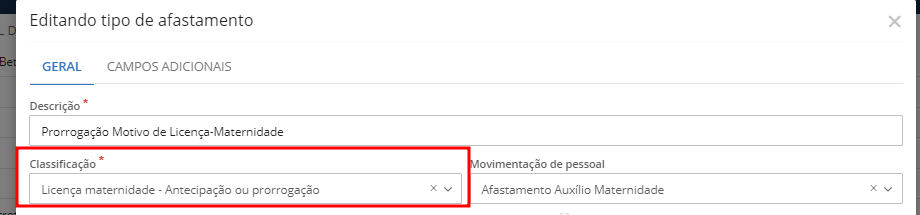 Editando tipo de afastamento
GERAL CAMPOS ADICIONAIS
Descrição *
Prorrogação Motivo de Licença-Maternidade
Classificação * Movimentação de pessoal
Licença maternidade - Antecipação ou prorrogação Afastamento Auxílio Maternidade
Bet